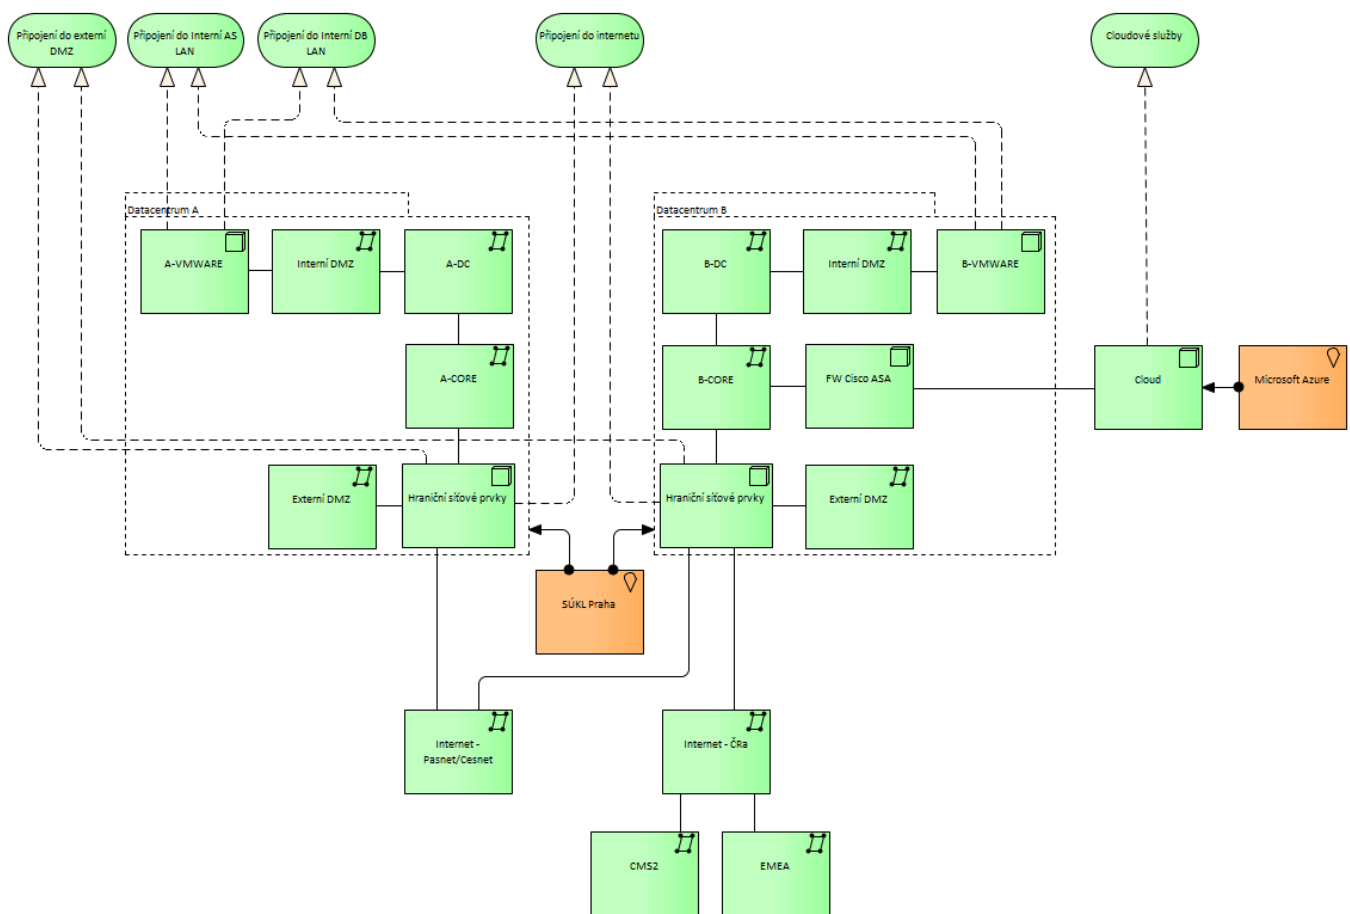 Připojení do externí
DMZ
Připojení do Interní AS
LAN
Připojení do Interní DB
LAN
Připojení do internetu
Cloudové služby
Datacentrum A
Datacentrum B
A-VMWARE
Interní DMZ
A-DC
B-DC
Interní DMZ
B-VMWARE
A-CORE
B-CORE
FW Cisco ASA
Cloud
Microsoft Azure
Externí DMZ
Hraniční síťové prvky
Hraniční síťové prvky
Externí DMZ
SÚKL Praha
Internet -
Pasnet/Cesnet
Internet - ČRa
CMS2
EMEA